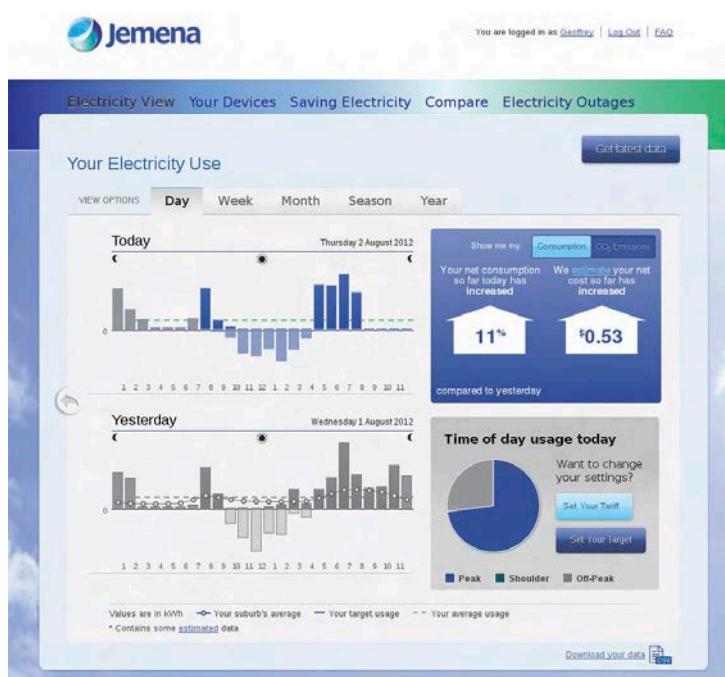 Jemena
You are logged in as Geoffrey | Log Out | FAQ
Electricity View Your Devices Saving Electricity Compare Electricity Outages
Get latest data
Your Electricity Use
VIEW OPTIONS Day Week Month Season Year
Today Thursday 2 August 2012
0
1 2 3 4 5 6 7 8 9 10 11 12 1 2 3 4 5 6 7 8 9 10 11
Show me my: Consumption CO₂ Emissions
Your net consumption
so far today has
increased
11%
We estimate your net
cost so far has
increased
$0.53
compared to yesterday
Yesterday Wednesday 1 August 2012
0
1 2 3 4 5 6 7 8 9 10 11 12 1 2 3 4 5 6 7 8 9 10 11
Time of day usage today
Want to change
your settings?
Set Your Tariff
Set Your Target
Peak Shoulder Off-Peak
Values are in kWh Your suburb's average Your target usage Your average usage
* Contains some estimated data
Download your data
CSV